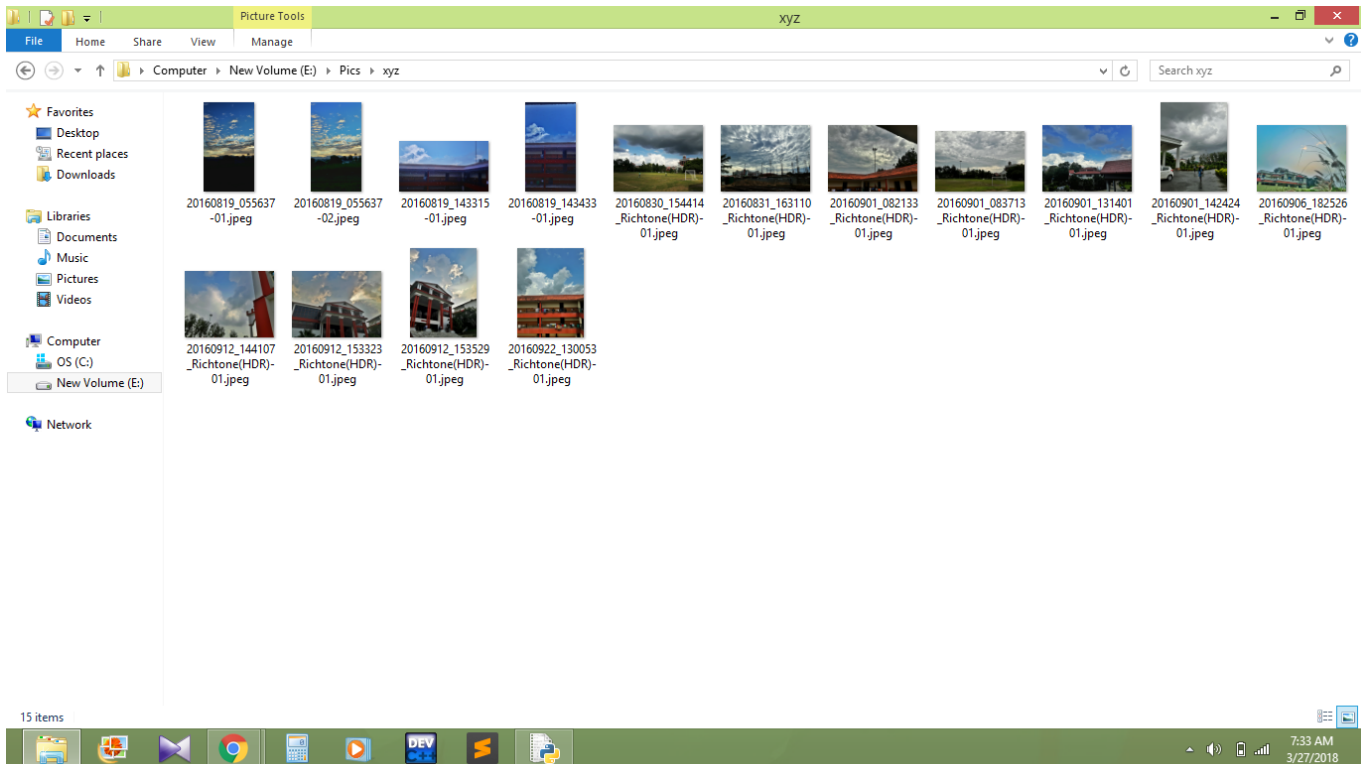 Picture Tools
xyz
File Home Share View Manage
Computer New Volume (E:) Pics xyz
Search xyz
Favorites
Desktop
Recent places
Downloads
Libraries
Documents
Music
Pictures
Videos
Computer
OS (C:)
New Volume (E:)
Network
20160819_055637
-01.jpeg
20160819_055637
-02.jpeg
20160819_143315
-01.jpeg
20160819_143433
-01.jpeg
20160830_154414
_Richtone(HDR)-
01.jpeg
20160831_163110
_Richtone(HDR)-
01.jpeg
20160901_082133
_Richtone(HDR)-
01.jpeg
20160901_083713
_Richtone(HDR)-
01.jpeg
20160901_131401
_Richtone(HDR)-
01.jpeg
20160901_142424
_Richtone(HDR)-
01.jpeg
20160906_182526
_Richtone(HDR)-
01.jpeg
20160912_144107
_Richtone(HDR)-
01.jpeg
20160912_153323
_Richtone(HDR)-
01.jpeg
20160912_153529
_Richtone(HDR)-
01.jpeg
20160922_130053
_Richtone(HDR)-
01.jpeg
15 items
DEV
C++
7:33 AM
3/27/2018